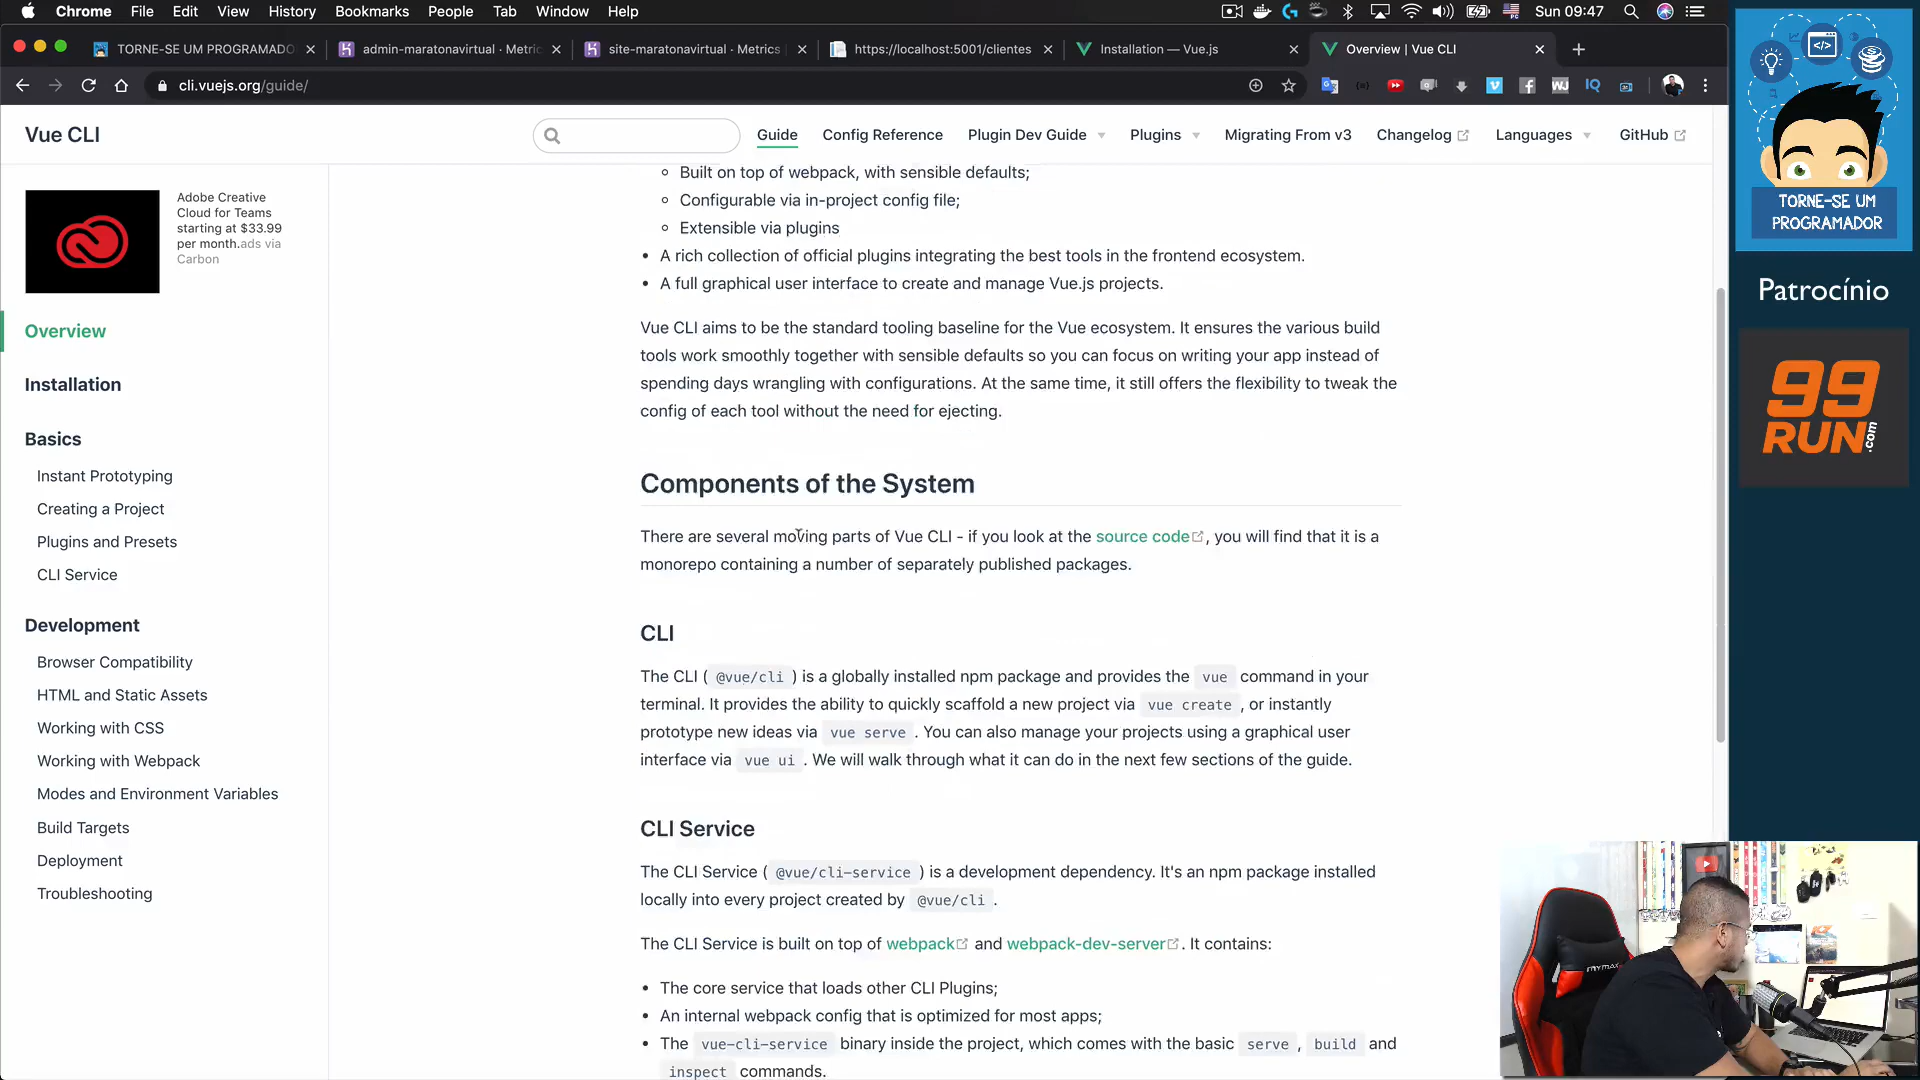 Chrome File Edit View History Bookmarks People Tab Window Help Sun 09:47
TORNE-SE UM PROGRAMADO
admin-maratonavirtual · Metric
site-maratonavirtual · Metrics
https://localhost:5001/clientes
Installation — Vue.js
Overview | Vue CLI
cli.vuejs.org/guide/
Vue CLI
Guide Config Reference Plugin Dev Guide Plugins Migrating From v3 Changelog Languages GitHub
Adobe Creative
Cloud for Teams
starting at $33.99
per month.ads via
Carbon
Overview
Installation
Basics
Instant Prototyping
Creating a Project
Plugins and Presets
CLI Service
Development
Browser Compatibility
HTML and Static Assets
Working with CSS
Working with Webpack
Modes and Environment Variables
Build Targets
Deployment
Troubleshooting
Built on top of webpack, with sensible defaults;
Configurable via in-project config file;
Extensible via plugins
A rich collection of official plugins integrating the best tools in the frontend ecosystem.
A full graphical user interface to create and manage Vue.js projects.
Vue CLI aims to be the standard tooling baseline for the Vue ecosystem. It ensures the various build
tools work smoothly together with sensible defaults so you can focus on writing your app instead of
spending days wrangling with configurations. At the same time, it still offers the flexibility to tweak the
config of each tool without the need for ejecting.
Components of the System
There are several moving parts of Vue CLI - if you look at the source code, you will find that it is a
monorepo containing a number of separately published packages.
CLI
The CLI ( @vue/cli ) is a globally installed npm package and provides the vue command in your
terminal. It provides the ability to quickly scaffold a new project via vue create , or instantly
prototype new ideas via vue serve . You can also manage your projects using a graphical user
interface via vue ui . We will walk through what it can do in the next few sections of the guide.
CLI Service
The CLI Service ( @vue/cli-service ) is a development dependency. It's an npm package installed
locally into every project created by @vue/cli .
The CLI Service is built on top of webpack and webpack-dev-server. It contains:
The core service that loads other CLI Plugins;
An internal webpack config that is optimized for most apps;
The vue-cli-service binary inside the project, which comes with the basic serve , build and
inspect commands.
</>
TORNE-SE UM
PROGRAMADOR
Patrocínio
99
RUN.com